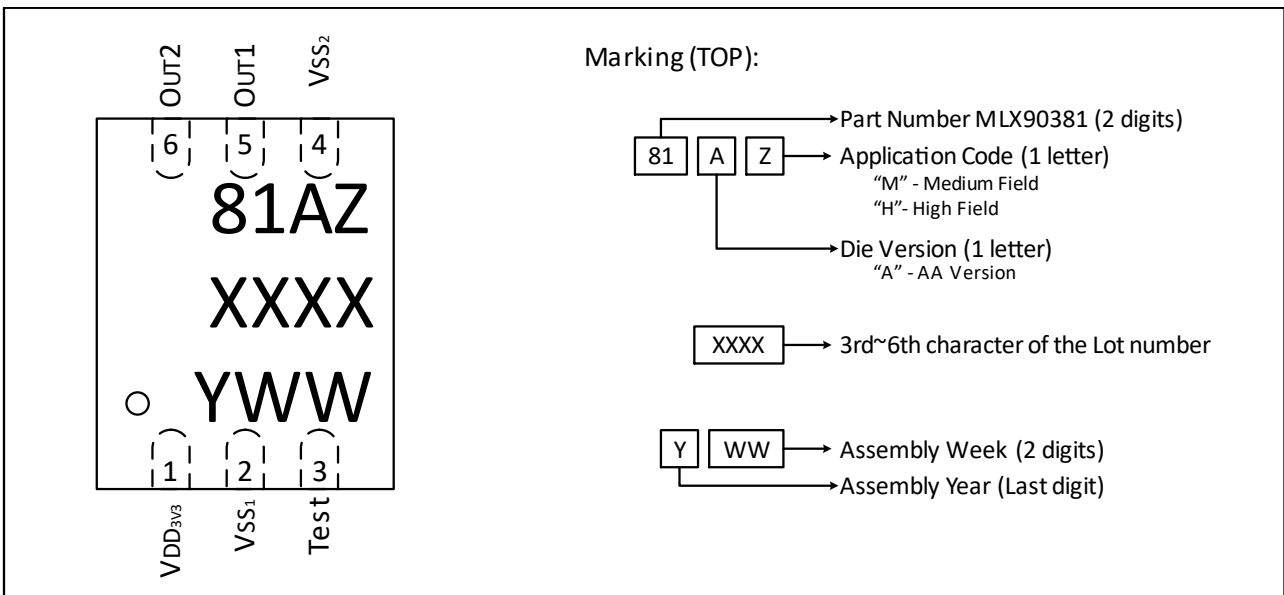 OUT2 OUT1 VSS2
6 5 4
81AZ
XXXX
YWW
1 2 3
VDD3V3 VSS1 Test
Marking (TOP):
Part Number MLX90381 (2 digits)
81 A Z Application Code (1 letter)
“M” - Medium Field
“H”- High Field
Die Version (1 letter)
“A” - AA Version
XXXX 3rd~6th character of the Lot number
Y WW Assembly Week (2 digits)
Assembly Year (Last digit)